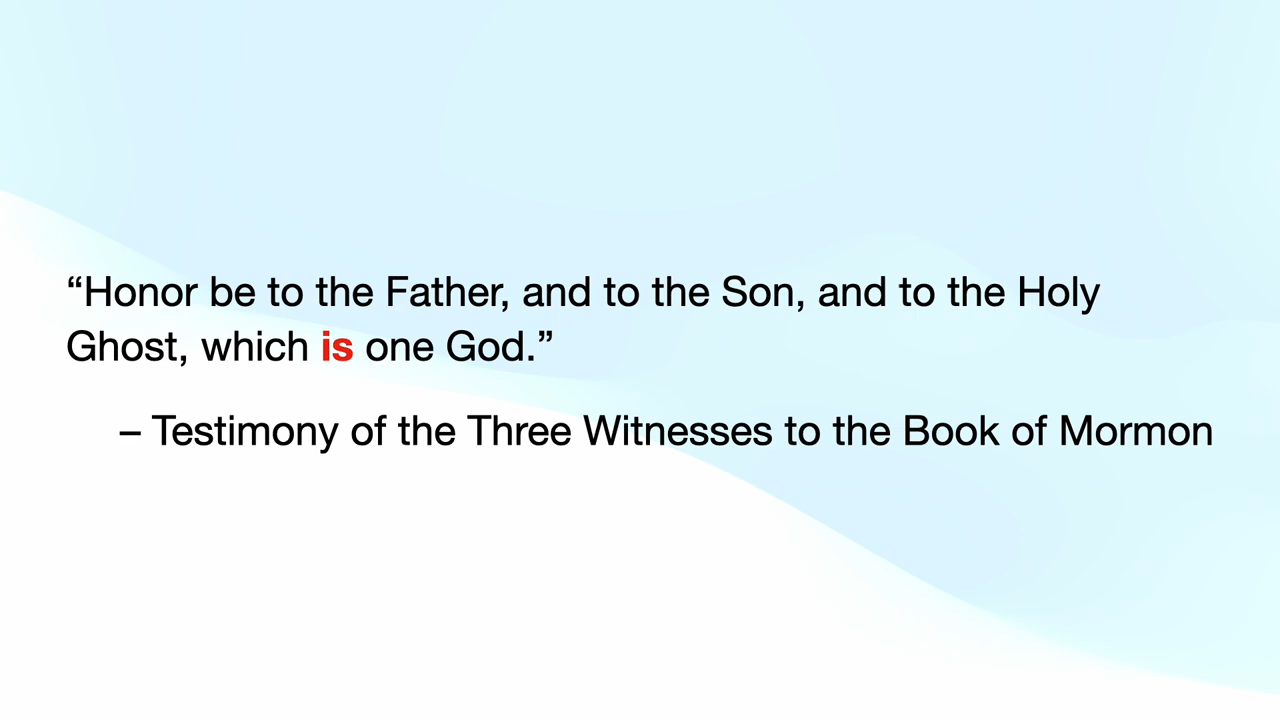 “Honor be to the Father, and to the Son, and to the Holy
Ghost, which is one God.”
– Testimony of the Three Witnesses to the Book of Mormon